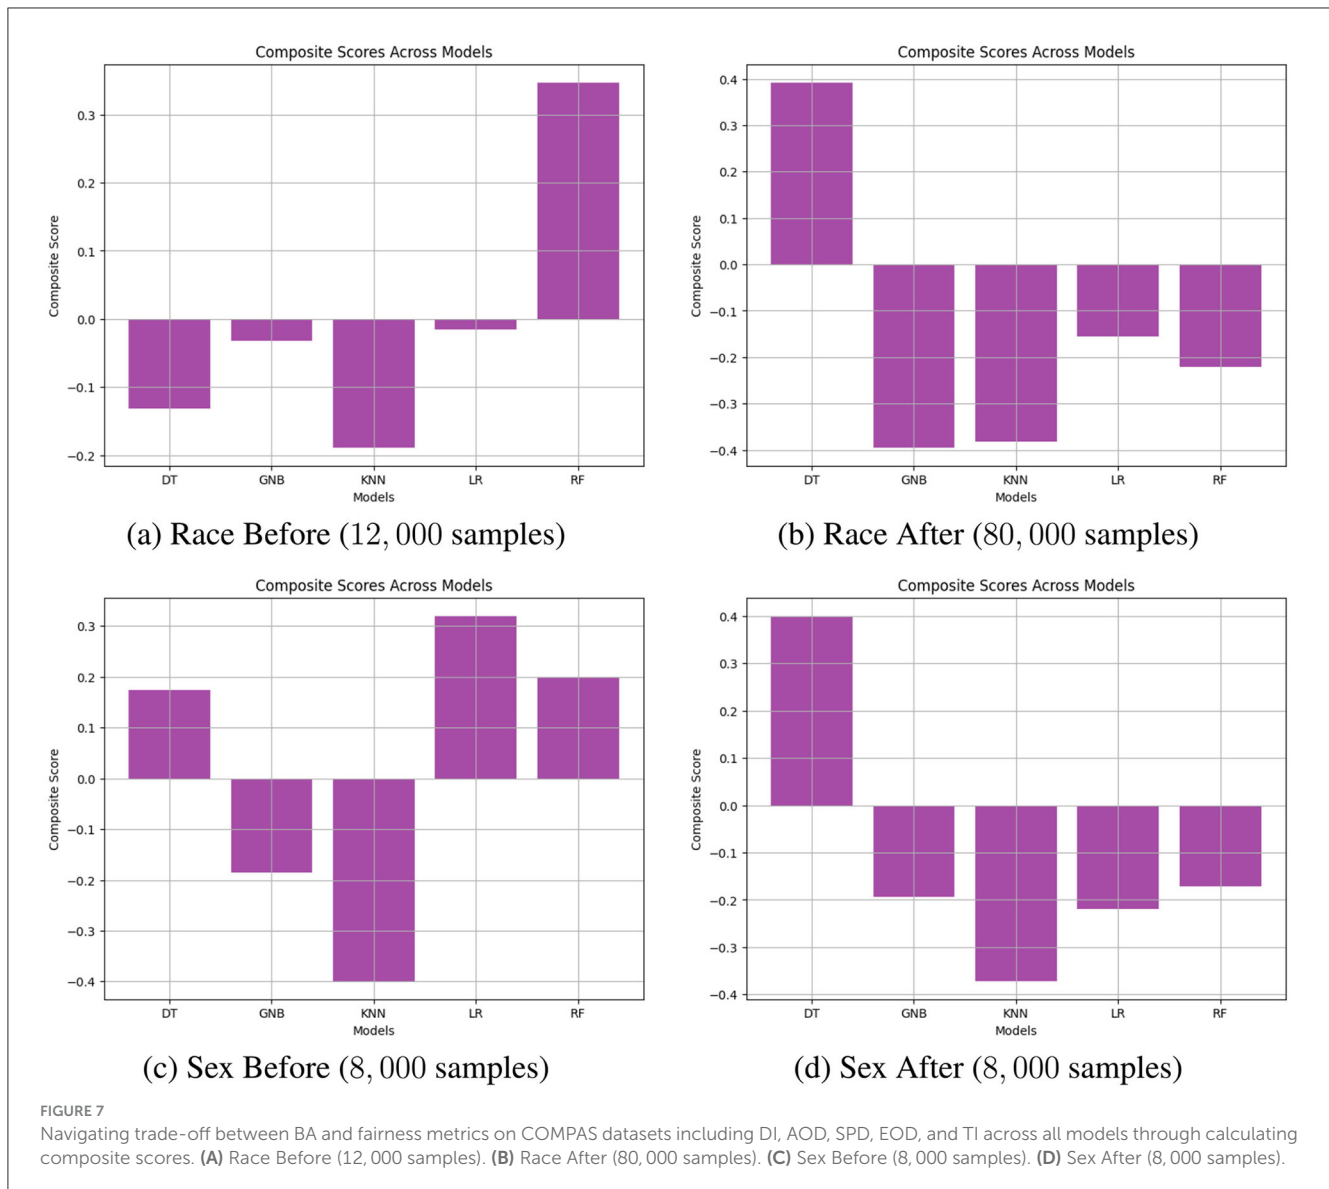 Composite Scores Across Models
0.3
0.2
0.1
0.0
−0.1
−0.2
Composite Score
DT GNB KNN LR RF
Models
(a) Race Before (12, 000 samples)
Composite Scores Across Models
0.4
0.3
0.2
0.1
0.0
−0.1
−0.2
−0.3
−0.4
Composite Score
DT GNB KNN LR RF
Models
(b) Race After (80, 000 samples)
Composite Scores Across Models
0.3
0.2
0.1
0.0
−0.1
−0.2
−0.3
−0.4
Composite Score
DT GNB KNN LR RF
Models
(c) Sex Before (8, 000 samples)
Composite Scores Across Models
0.4
0.3
0.2
0.1
0.0
−0.1
−0.2
−0.3
−0.4
Composite Score
DT GNB KNN LR RF
Models
(d) Sex After (8, 000 samples)
FIGURE 7
Navigating trade-off between BA and fairness metrics on COMPAS datasets including DI, AOD, SPD, EOD, and TI across all models through calculating
composite scores. (A) Race Before (12,000 samples). (B) Race After (80,000 samples). (C) Sex Before (8,000 samples). (D) Sex After (8,000 samples).